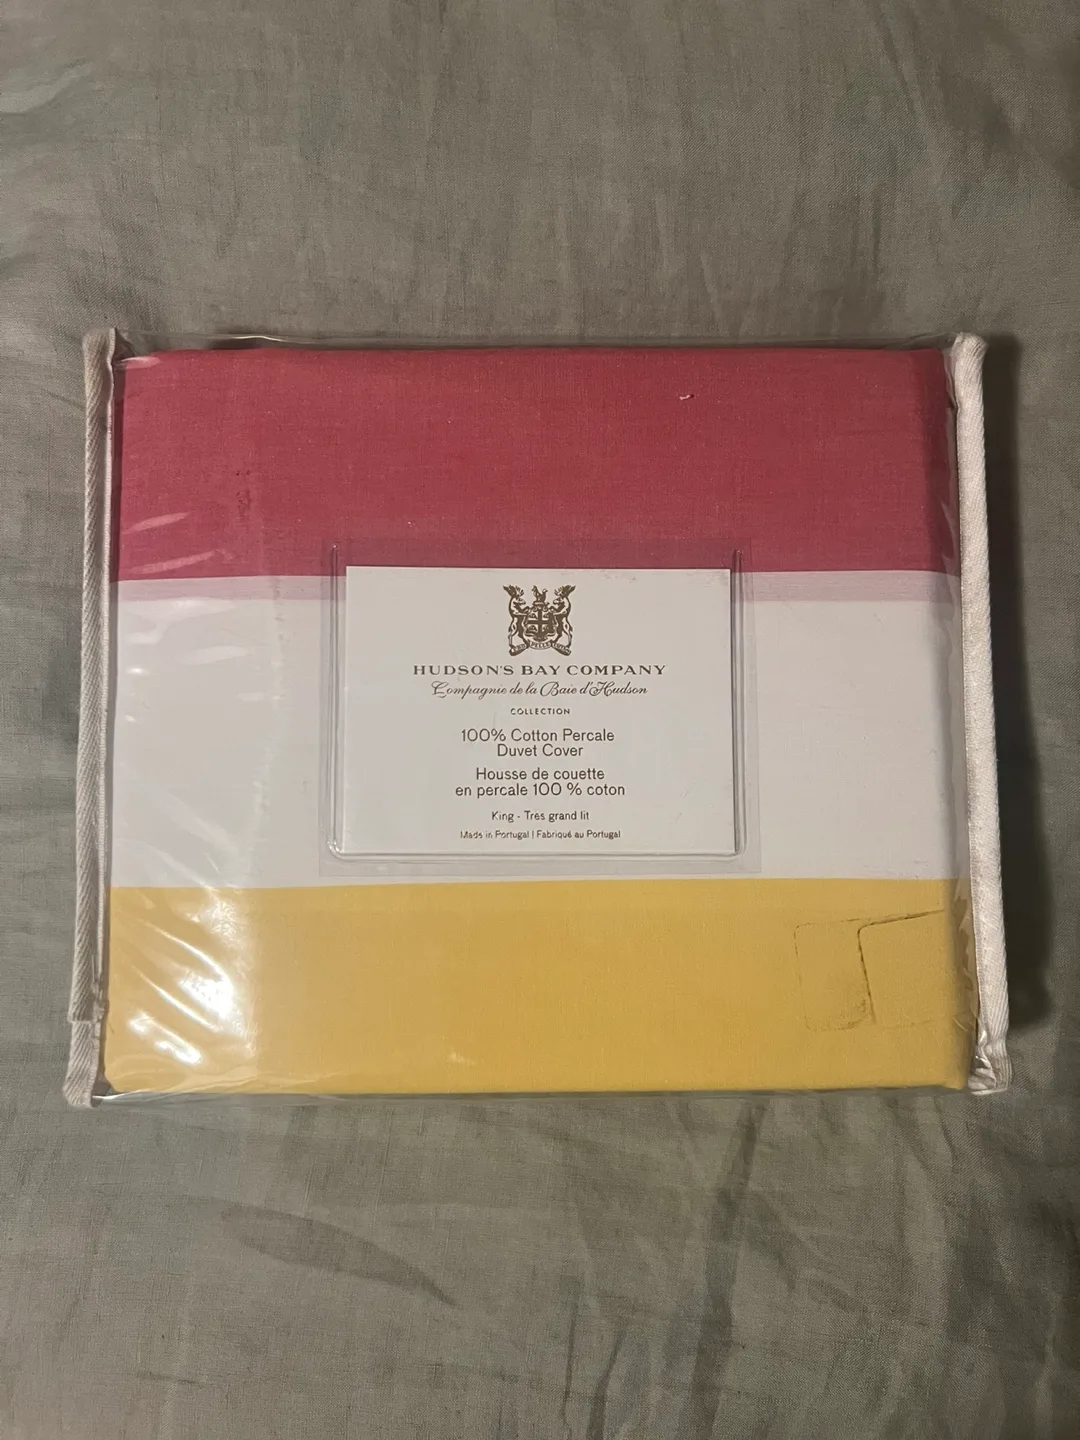 HUDSON'S BAY COMPANY
Compagnie de la Baie d'Hudson
COLLECTION
100% Cotton Percale
Duvet Cover
Housse de couette
en percale 100 % coton
King - Très grand lit
Made in Portugal | Fabriqué au Portugal